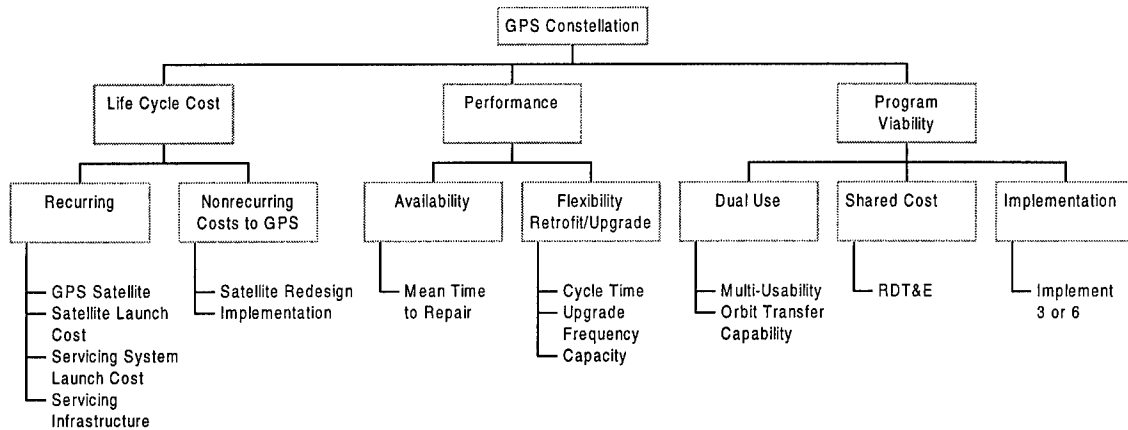 GPS Constellation
Life Cycle Cost
Performance
Program
Viability
Recurring
Nonrecurring
Costs to GPS
Availability
Flexibility
Retrofit/Upgrade
Dual Use
Shared Cost
Implementation
GPS Satellite
Satellite Launch
Cost
Servicing System
Launch Cost
Servicing
Infrastructure
Satellite Redesign
Implementation
Mean Time
to Repair
Cycle Time
Upgrade
Frequency
Capacity
Multi-Usability
Orbit Transfer
Capability
RDT&E
Implement
3 or 6